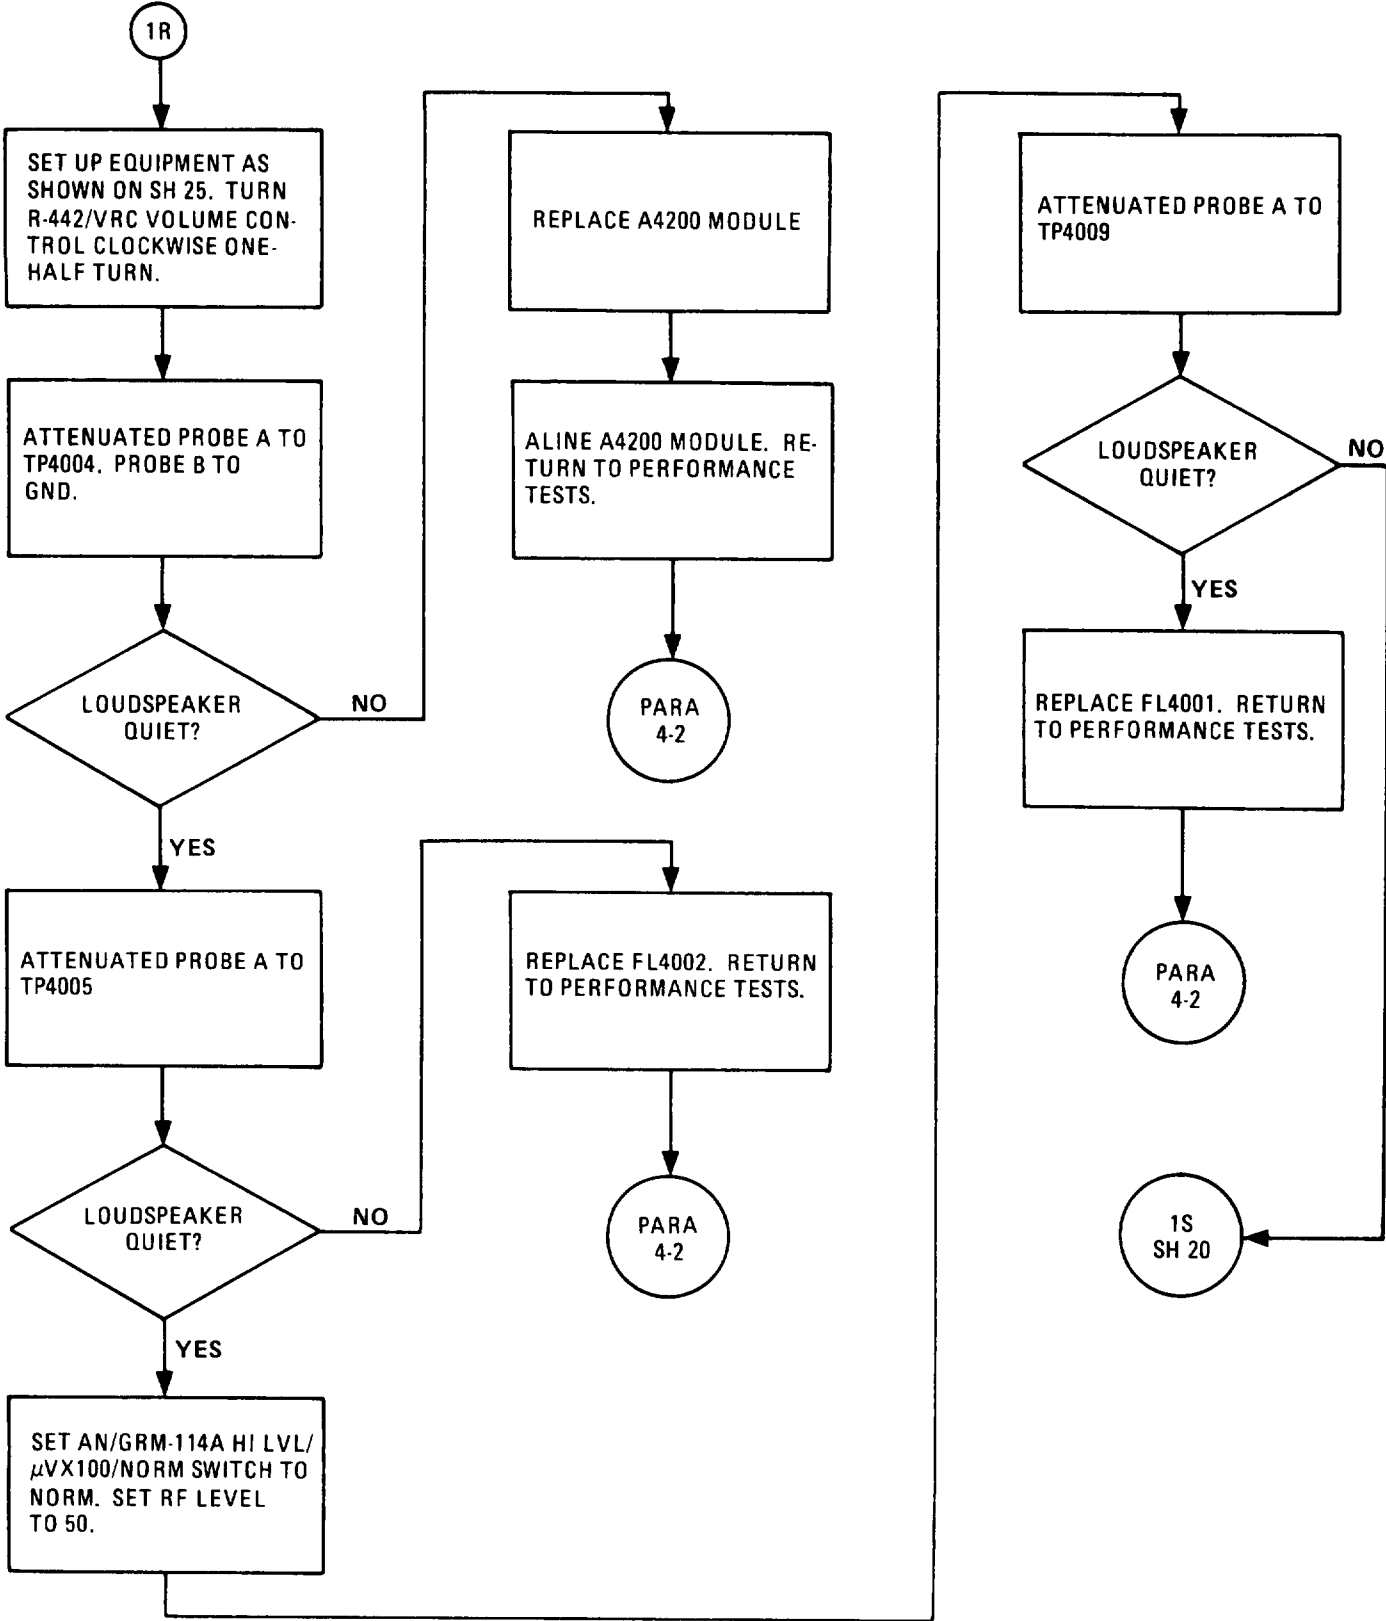 1R
SET UP EQUIPMENT AS
SHOWN ON SH 25. TURN
R-442/VRC VOLUME CON-
TROL CLOCKWISE ONE-
HALF TURN.
ATTENUATED PROBE A TO
TP4004. PROBE B TO
GND.
LOUDSPEAKER
QUIET?
NO
YES
ATTENUATED PROBE A TO
TP4005
LOUDSPEAKER
QUIET?
NO
YES
SET AN/GRM-114A HI LVL/
µVX100/NORM SWITCH TO
NORM. SET RF LEVEL
TO 50.
REPLACE A4200 MODULE
ALINE A4200 MODULE. RE-
TURN TO PERFORMANCE
TESTS.
PARA
4-2
REPLACE FL4002. RETURN
TO PERFORMANCE TESTS.
PARA
4-2
ATTENUATED PROBE A TO
TP4009
LOUDSPEAKER
QUIET?
NO
YES
REPLACE FL4001. RETURN
TO PERFORMANCE TESTS.
PARA
4-2
1S
SH 20